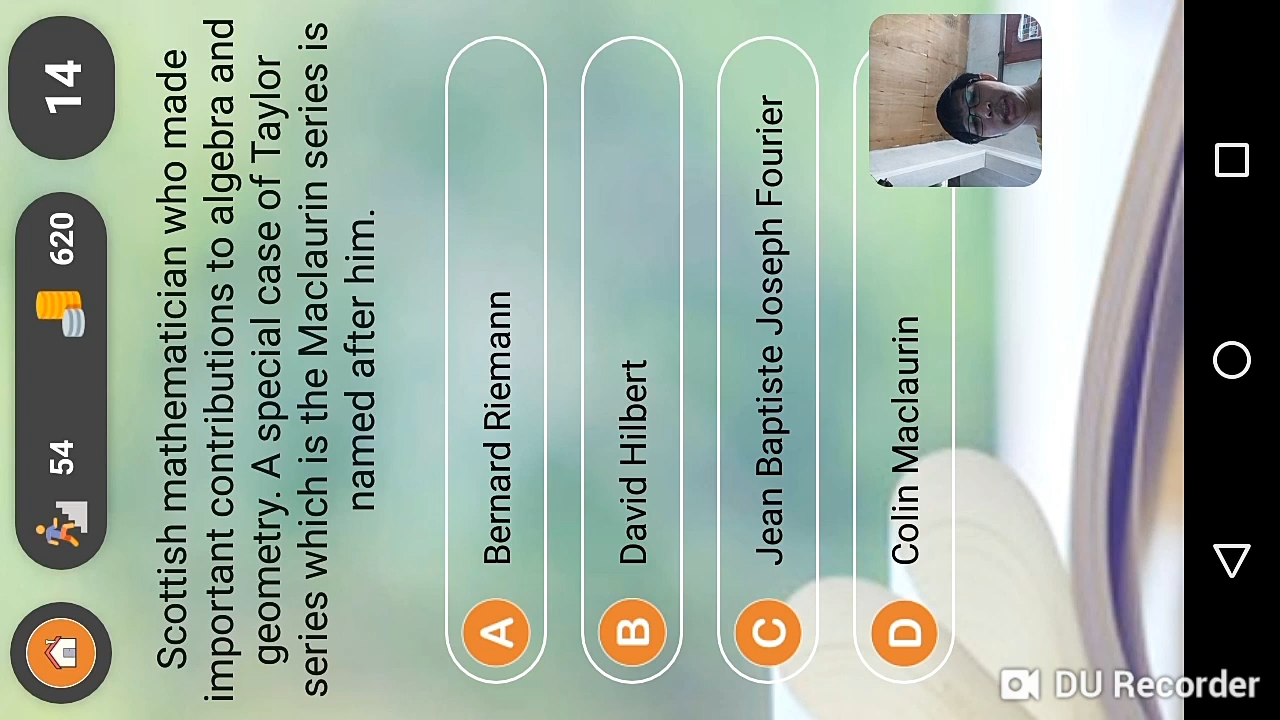 54
620
14
Scottish mathematician who made
important contributions to algebra and
geometry. A special case of Taylor
series which is the Maclaurin series is
named after him.
A Bernard Riemann
B David Hilbert
C Jean Baptiste Joseph Fourier
D Colin Maclaurin
DU Recorder